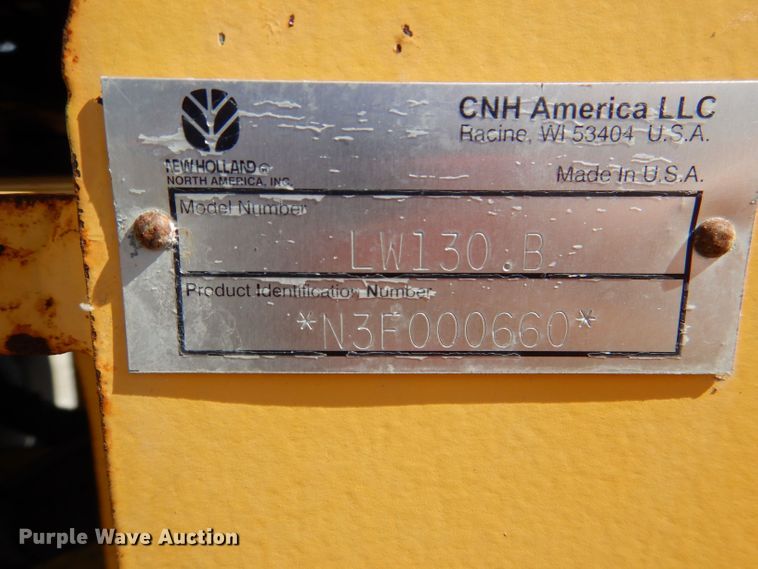 CNH America LLC
Racine, WI 53404 U.S.A.
NEW HOLLAND
NORTH AMERICA, INC.
Made In U.S.A.
Model Number
LW130.B
Product Identification Number
*N3F000660*
Purple Wave Auction